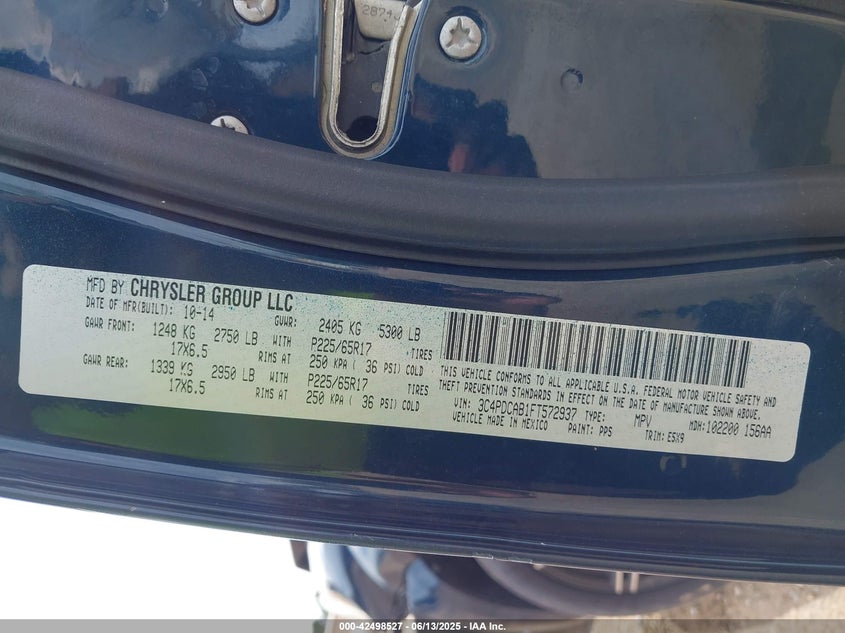 2874
MFD BY CHRYSLER GROUP LLC
DATE OF MFR(BUILT): 10-14 GVWR: 2405 KG 5300 LB
GAWR FRONT: 1248 KG 2750 LB WITH P225/65R17 TIRES
17X6.5 RIMS AT 250 KPA ( 36 PSI) COLD
GAWR REAR: 1339 KG 2950 LB WITH P225/65R17 TIRES
17X6.5 RIMS AT 250 KPA ( 36 PSI) COLD
THIS VEHICLE CONFORMS TO ALL APPLICABLE U.S.A. FEDERAL MOTOR VEHICLE SAFETY AND
THEFT PREVENTION STANDARDS IN EFFECT ON THE DATE OF MANUFACTURE SHOWN ABOVE.
VIN: 3C4PDCAB1FT572937 TYPE: MPV MDH:102200 156AA
VEHICLE MADE IN MEXICO PAINT: PPS TRIM: E5X9
000-42498527 - 06/13/2025 - IAA Inc.